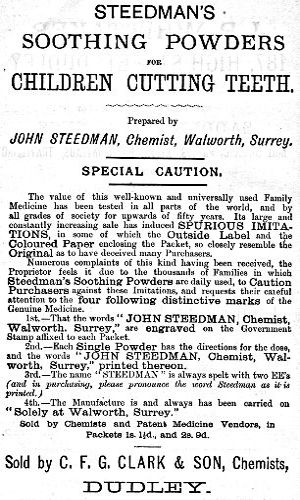 STEEDMAN'S
SOOTHING POWDERS
FOR
CHILDREN CUTTING TEETH.
Prepared by
JOHN STEEDMAN, Chemist, Walworth, Surrey.
SPECIAL CAUTION.
The value of this well-known and universally used Family
Medicine has been tested in all parts of the world, and by
all grades of society for upwards of fifty years. Its large and
constantly increasing sale has induced SPURIOUS IMITA-
TIONS, in some of which the Outside Label and the
Coloured Paper enclosing the Packet, so closely resemble the
Original as to have deceived many Purchasers.
Numerous complaints of this kind having been received, the
Proprietor feels it due to the thousands of Families in which
Steedman's Soothing Powders are daily used, to Caution
Purchasers against these Imitations, and requests their careful
attention to the four following distinctive marks of the
Genuine Medicine.
1st.—That the words "JOHN STEEDMAN, Chemist,
Walworth, Surrey," are engraved on the Government
Stamp affixed to each Packet.
2nd.—Each Single Powder has the directions for the dose,
and the words "JOHN STEEDMAN, Chemist, Wal-
worth, Surrey," printed thereon.
3rd.—The name "STEEDMAN" is always spelt with two EE's
(and in purchasing, please pronounce the word Steedman as it is
printed.)
4th.—The Manufacture is and always has been carried on
"Solely at Walworth, Surrey."
Sold by Chemists and Patent Medicine Vendors, in
Packets 1s. 1½d., and 2s. 9d.
Sold by C. F. G. CLARK & SON, Chemists,
DUDLEY.